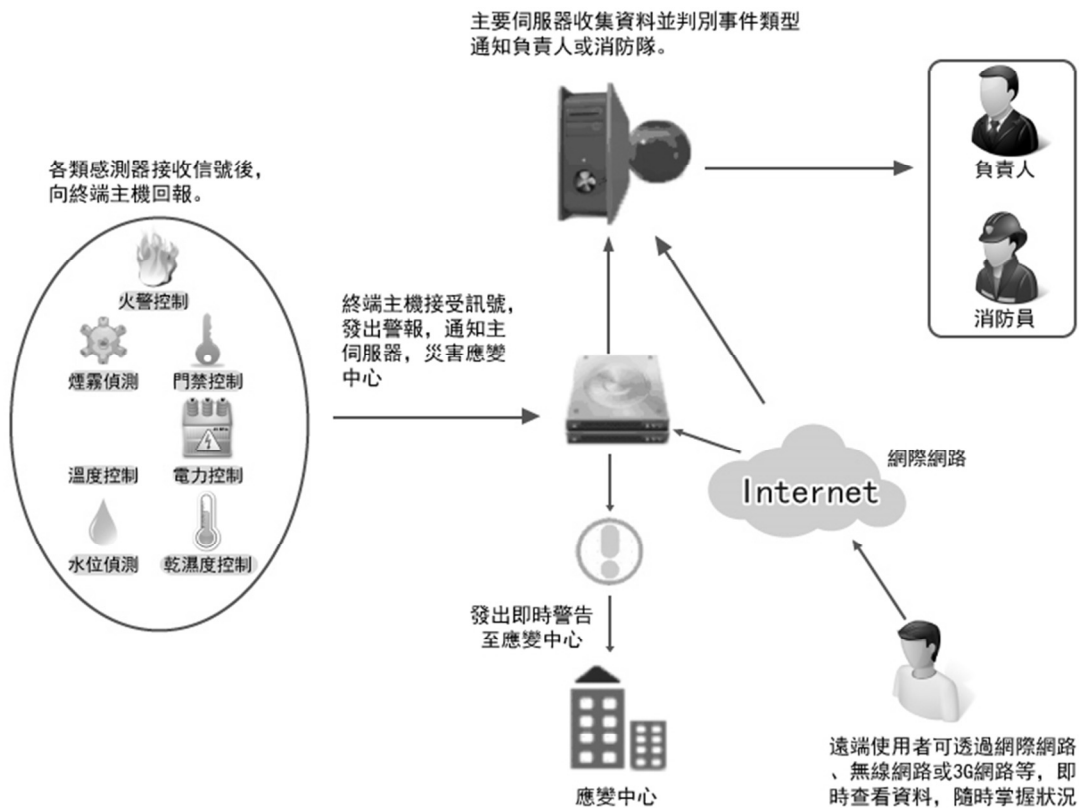 主要伺服器收集資料並判別事件類型
通知負責人或消防隊。
負責人
消防員
各類感測器接收信號後，
向終端主機回報。
火警控制
煙霧偵測
門禁控制
溫度控制
電力控制
水位偵測
乾濕度控制
終端主機接受訊號，
發出警報，通知主
伺服器，災害應變
中心
網際網路
Internet
發出即時警告
至應變中心
應變中心
遠端使用者可透過網際網路
、無線網路或3G網路等，即
時查看資料，隨時掌握狀況